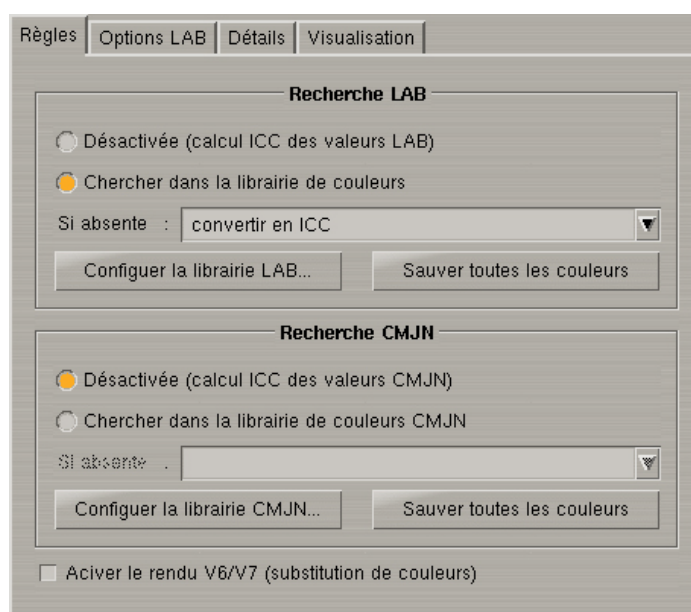 Règles Options LAB Détails Visualisation
Recherche LAB
Désactivée (calcul ICC des valeurs LAB)
Chercher dans la librairie de couleurs
Si absente : convertir en ICC
Configuer la librairie LAB... Sauver toutes les couleurs
Recherche CMJN
Désactivée (calcul ICC des valeurs CMJN)
Chercher dans la librairie de couleurs CMJN
Si absente :
Configuer la librairie CMJN... Sauver toutes les couleurs
Aciver le rendu V6/V7 (substitution de couleurs)